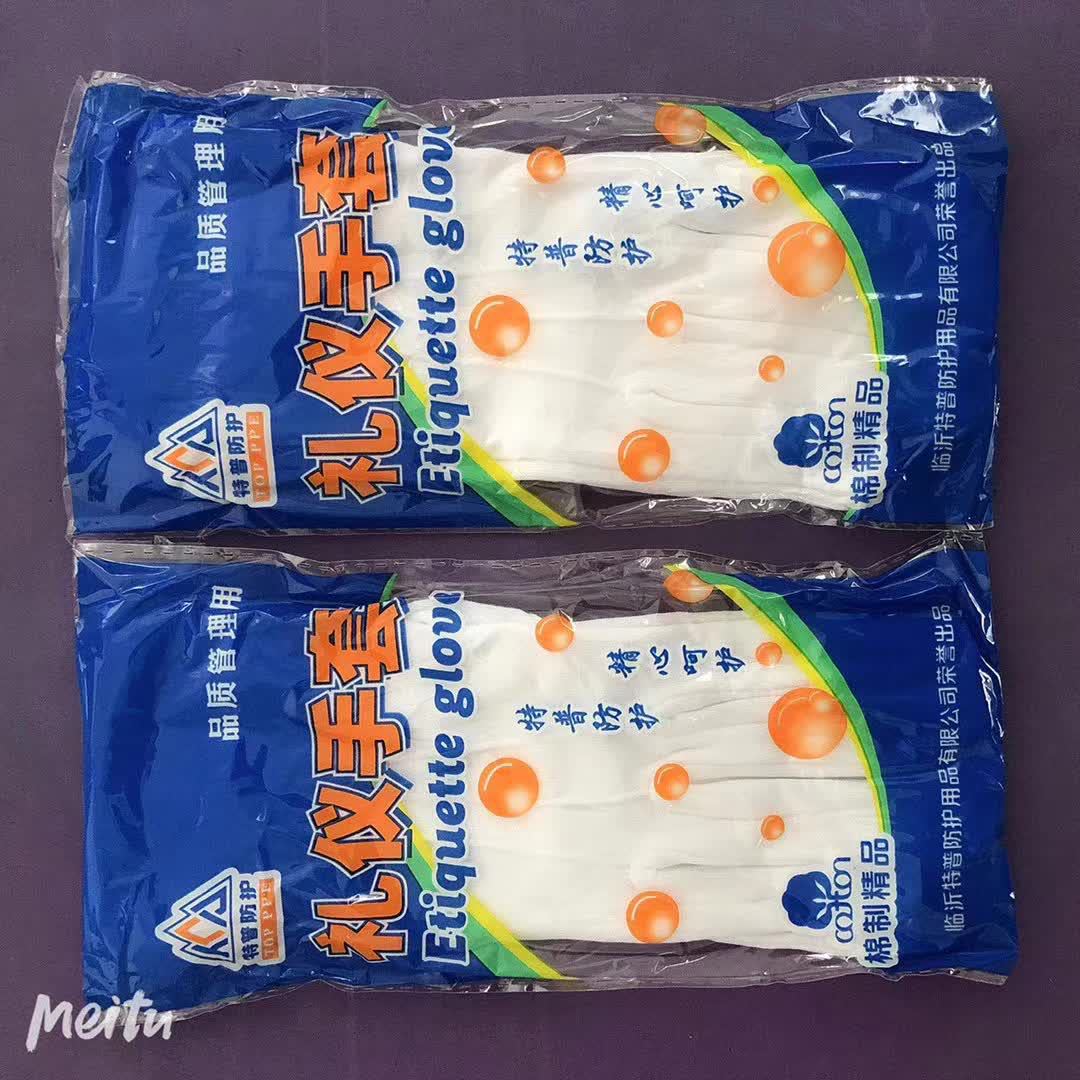 品质管理用
礼仪手套
Etiquette glove
特普防护
TOP PPE
精心呵护
特普防护
cotton
棉制精品
临沂特普防护用品有限公司荣誉出品
品质管理用
礼仪手套
Etiquette glove
特普防护
TOP PPE
精心呵护
特普防护
cotton
棉制精品
临沂特普防护用品有限公司荣誉出品
Meitu